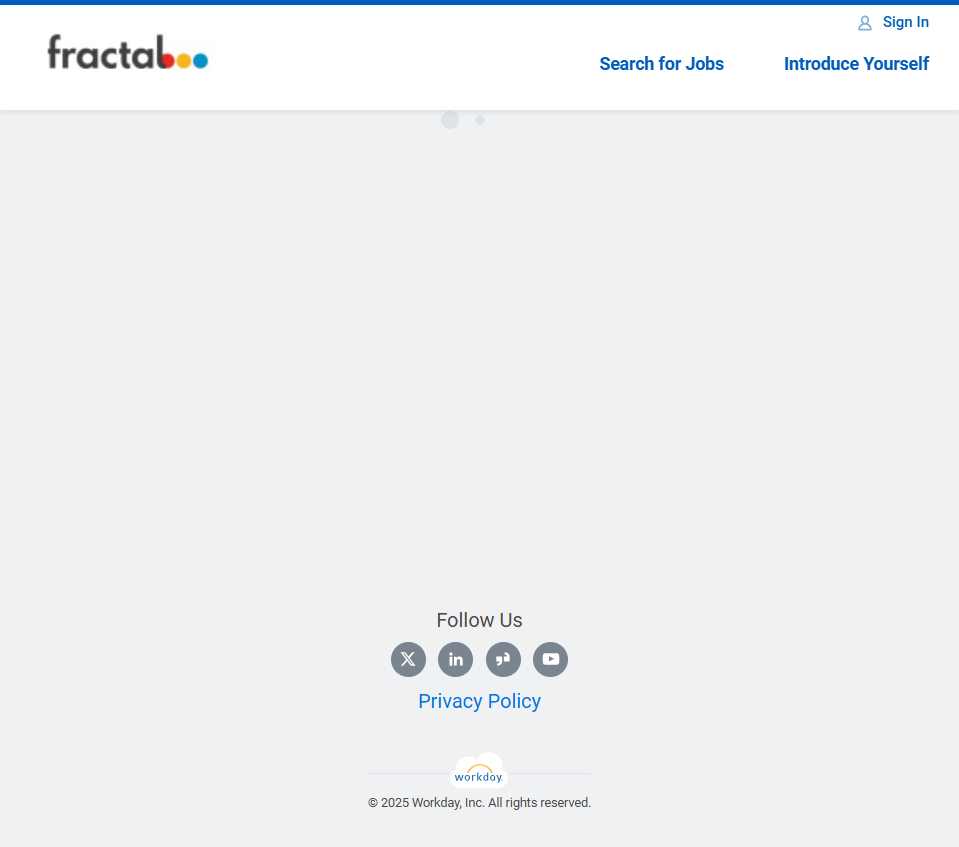 Sign In
fractal
Search for Jobs
Introduce Yourself
Follow Us
Privacy Policy
workday.
© 2025 Workday, Inc. All rights reserved.